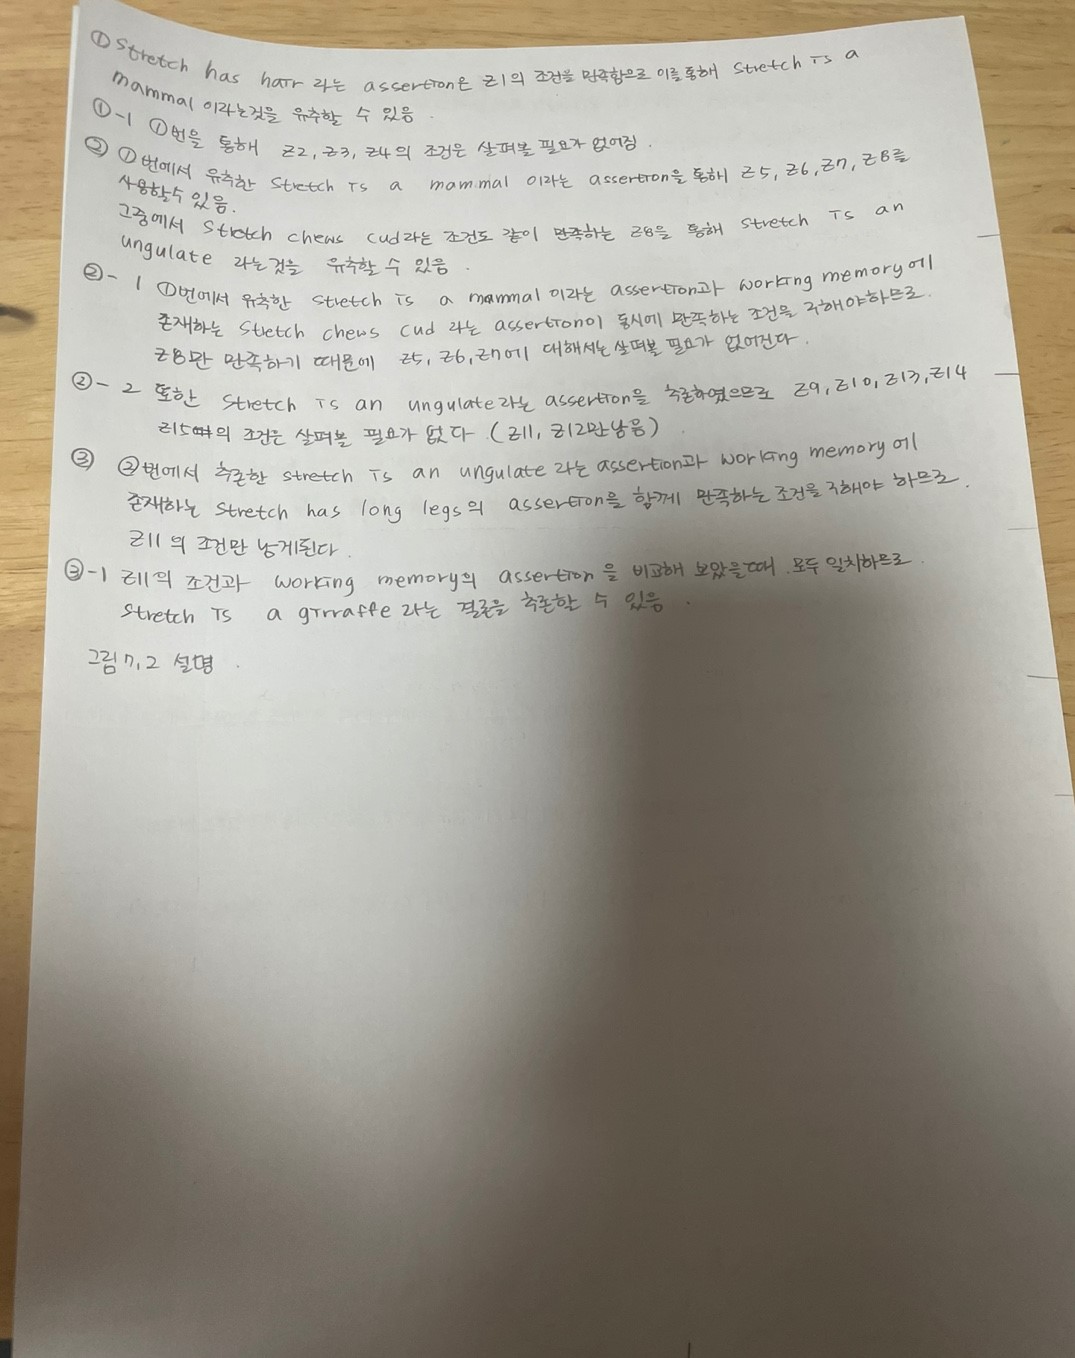 ① Stretch has hair 라는 assertion은 Z1의 조건을 만족함으로 이를 통해 Stretch is a
mammal 이라는것을 유추할 수 있음.
①-1 ①번을 통해 Z2, Z3, Z4의 조건은 살펴볼 필요가 없어짐.
② ①번에서 유추한 Stretch is a mammal 이라는 assertion을 통해 Z5, Z6, Z7, Z8를
사용할수 있음.
그중에서 Stretch chews cud라는 조건도 같이 만족하는 Z8을 통해 Stretch is an
ungulate 라는것을 유추할 수 있음.
②-1 ①번에서 유추한 Stretch is a mammal 이라는 assertion과 working memory에
존재하는 Stretch chews cud 라는 assertion이 동시에 만족하는 조건을 구해야하므로
Z8만 만족하기 때문에 Z5, Z6, Z7에 대해서는 살펴볼 필요가 없어진다.
②-2 또한 Stretch is an ungulate라는 assertion을 추론하였으므로 Z9, Z10, Z13, Z14
Z15의 조건은 살펴볼 필요가 없다. (Z11, Z12만남음)
③ ②번에서 추론한 stretch is an ungulate 라는 assertion과 working memory에
존재하는 stretch has long legs의 assertion을 함께 만족하는 조건을 구해야 하므로.
Z11의 조건만 남게된다.
③-1 Z11의 조건과 working memory의 assertion을 비교해 보았을때 모두 일치하므로
Stretch is a girraffe 라는 결론을 추론할 수 있음.
그림 7.2 설명.